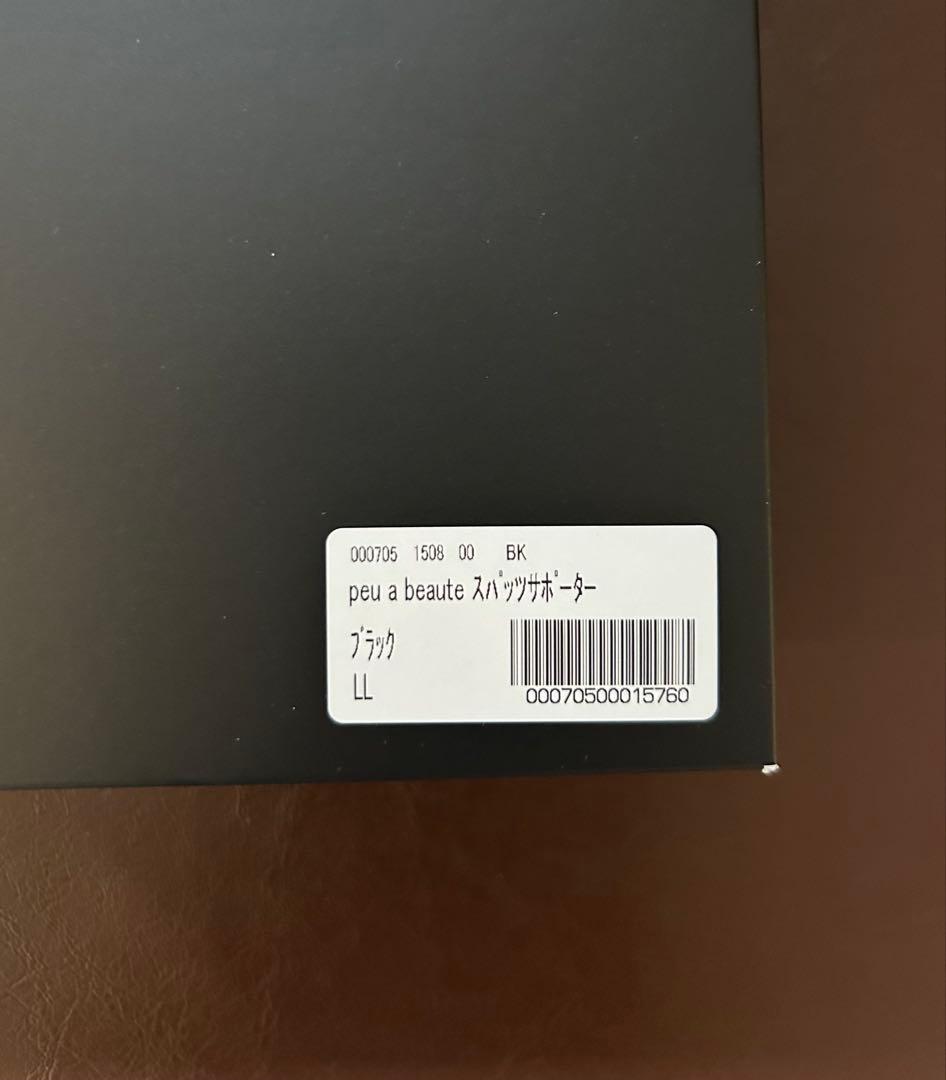 000705 1508 00 BK
peu a beaute ｽﾊﾟｯﾂｻﾎﾟｰﾀｰ
ﾌﾞﾗｯｸ
LL
00070500015760